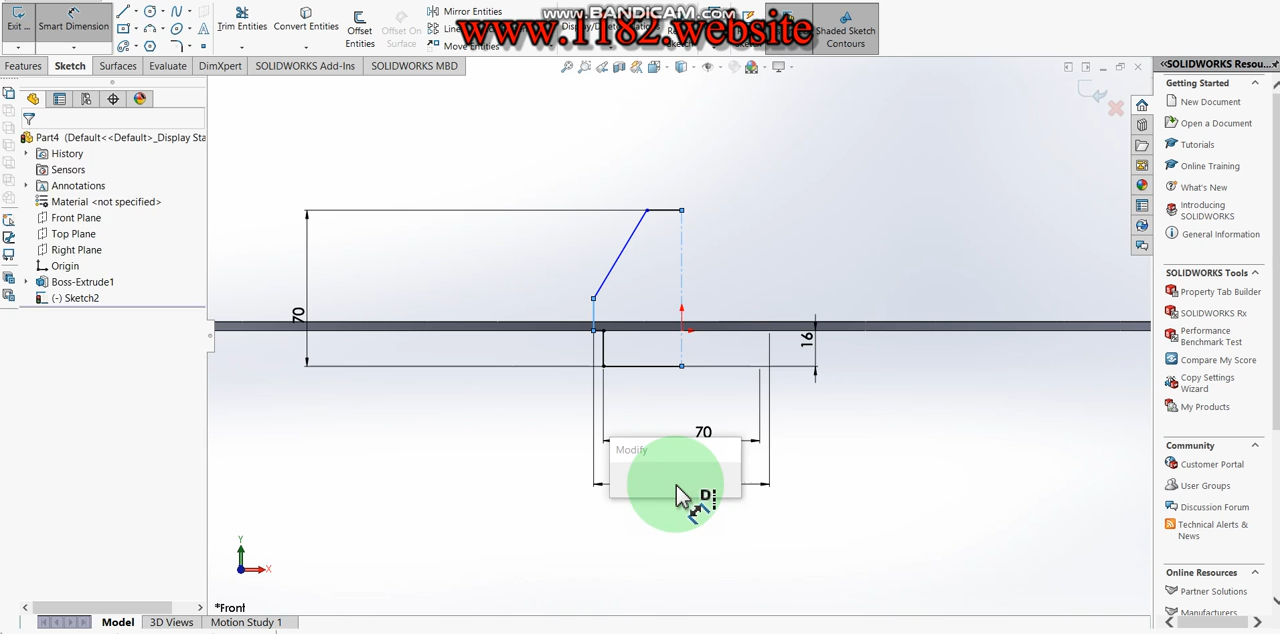 www.BANDICAM.com
www.1182.website
Exit ...
Smart Dimension
Trim Entities
Convert Entities
Offset
Entities
Offset On
Surface
Mirror Entities
Move Entities
Shaded Sketch
Contours
Features
Sketch
Surfaces
Evaluate
DimXpert
SOLIDWORKS Add-Ins
SOLIDWORKS MBD
Part4 (Default<<Default>_Display Sta
History
Sensors
Annotations
Material <not specified>
Front Plane
Top Plane
Right Plane
Origin
Boss-Extrude1
(-) Sketch2
70
16
70
Modify
D1
Y
X
*Front
Model
3D Views
Motion Study 1
SOLIDWORKS Resou...
Getting Started
New Document
Open a Document
Tutorials
Online Training
What's New
Introducing
SOLIDWORKS
General Information
SOLIDWORKS Tools
Property Tab Builder
SOLIDWORKS Rx
Performance
Benchmark Test
Compare My Score
Copy Settings
Wizard
My Products
Community
Customer Portal
User Groups
Discussion Forum
Technical Alerts &
News
Online Resources
Partner Solutions
Manufacturers